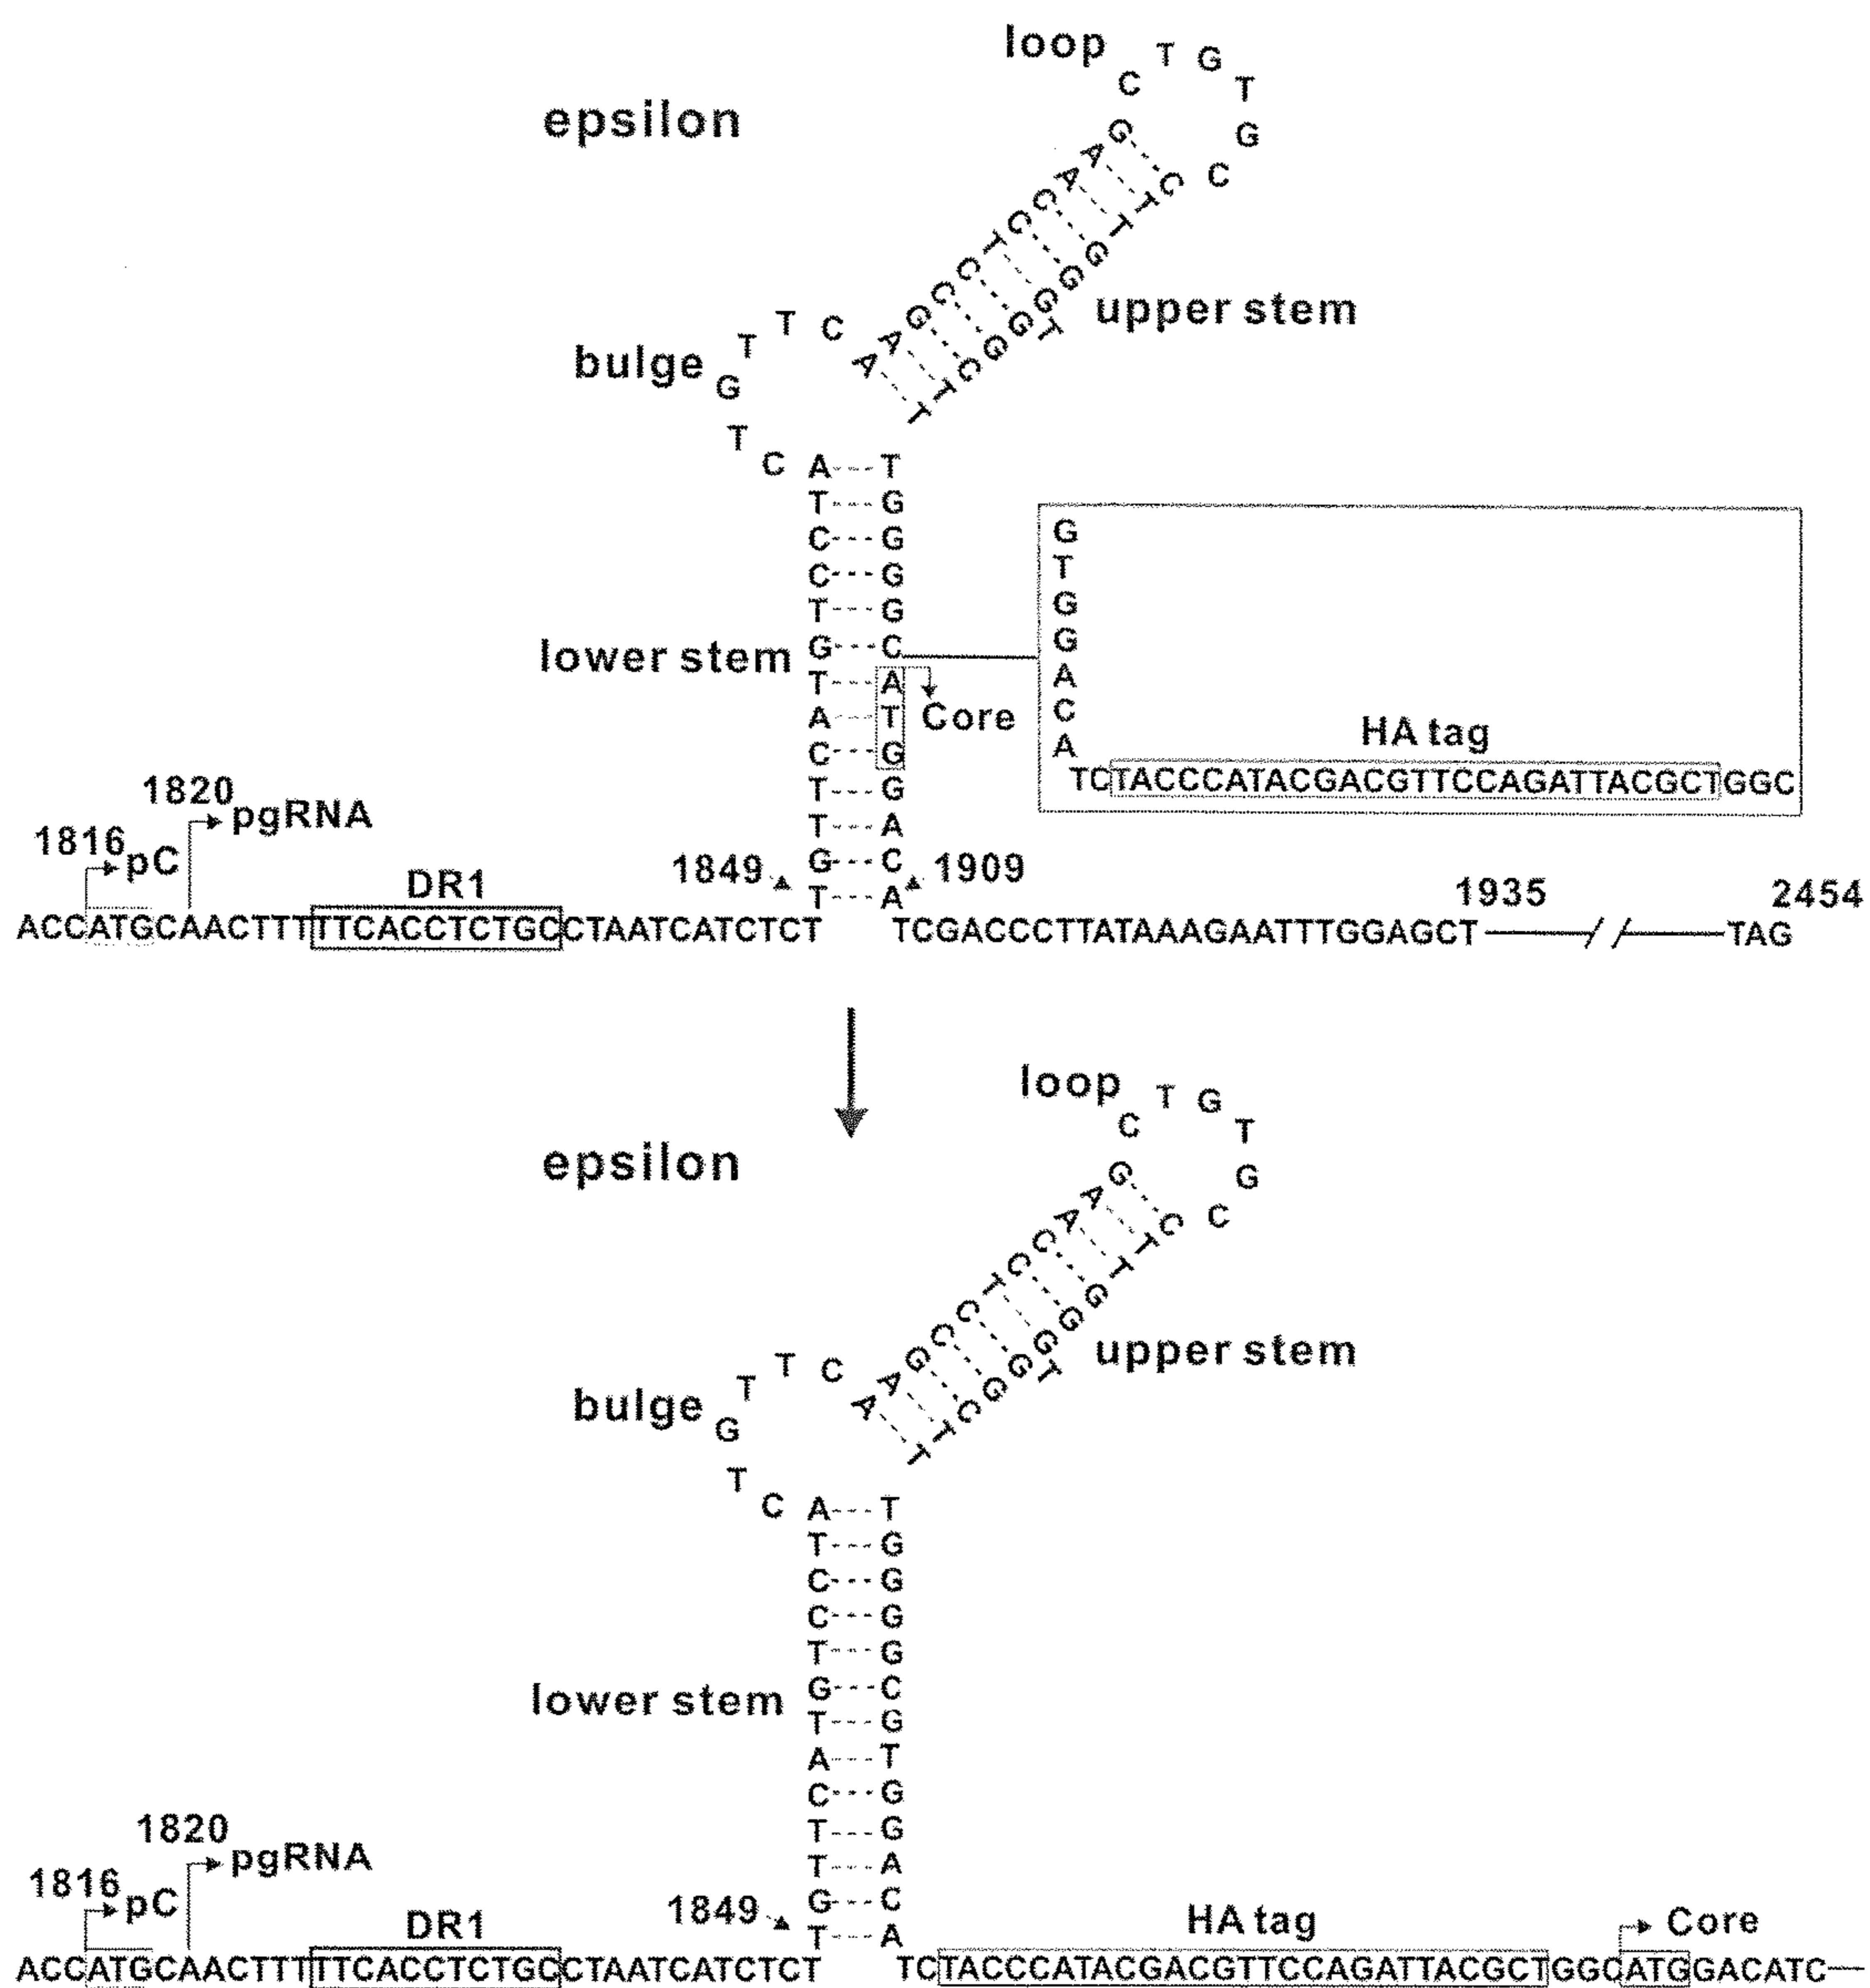 loop
C T G T G C
epsilon
G A A C C T C C G A A
C T T G G G T G G C T T
upper stem
bulge
C T G T T C
A---T
T---G
C---G
C---G
T---G
lower stem
G---C
T---A
A---T
C---G
T---G
T---A
G---C
T---A
Core
G
T
G
G
A
C
A
HA tag
TCTACCCATACGACGTTCCAGATTACGCTGGC
1820
pgRNA
1816
pC
DR1
1849
1909
1935
2454
ACCATGCAACTTTTTCACCTCTGCCTAATCATCTCT
TCGACCCTTATAAAGAATTTGGAGCT
TAG
loop
C T G T G C
epsilon
G A A C C T C C G A A
C T T G G G T G G C T T
upper stem
bulge
C T G T T C
A---T
T---G
C---G
C---G
T---G
lower stem
G---C
T---G
A---T
C---G
T---G
T---A
G---C
T---A
1820
pgRNA
1816
pC
DR1
1849
HA tag
Core
ACCATGCAACTTTTTCACCTCTGCCTAATCATCTCT
TCTACCCATACGACGTTCCAGATTACGCTGGCATGGACATC